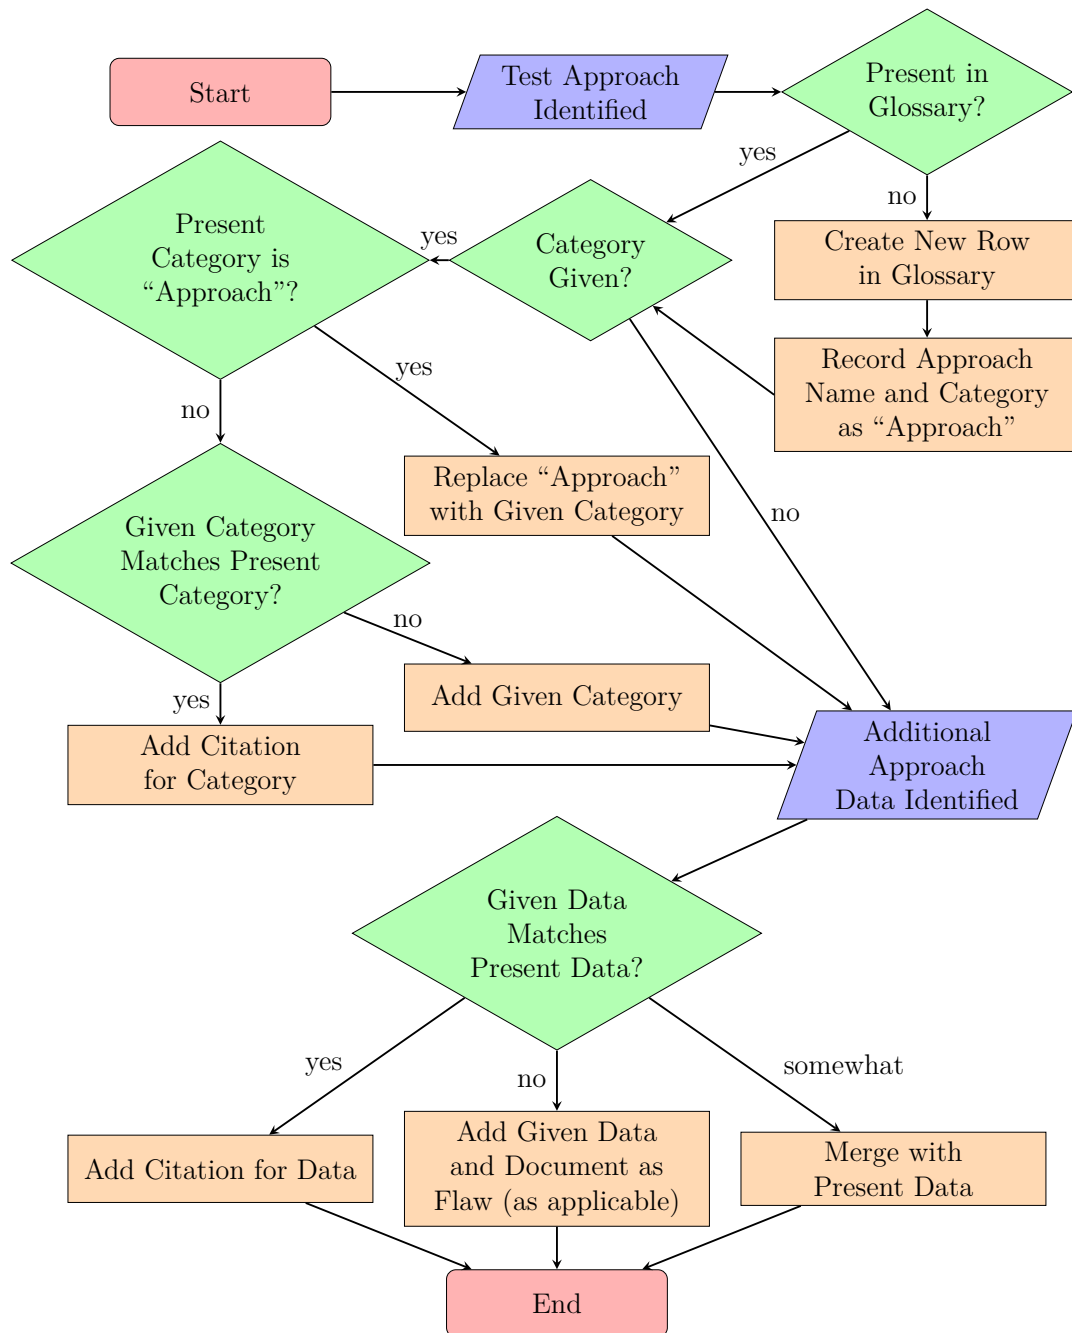 Start
Test Approach
Identified
Present in
Glossary?
yes
no
Present
Category is
“Approach”?
yes
Category
Given?
Create New Row
in Glossary
Record Approach
Name and Category
as “Approach”
yes
no
Replace “Approach”
with Given Category
no
Given Category
Matches Present
Category?
no
Add Given Category
yes
Add Citation
for Category
Additional
Approach
Data Identified
Given Data
Matches
Present Data?
yes
no
somewhat
Add Citation for Data
Add Given Data
and Document as
Flaw (as applicable)
Merge with
Present Data
End